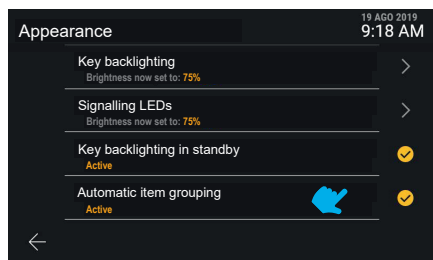 19 AGO 2019
Appearance
9:18 AM
Key backlighting
Brightness now set to: 75%
Signalling LEDs
Brightness now set to: 75%
Key backlighting in standby
Active
Automatic item grouping
Active